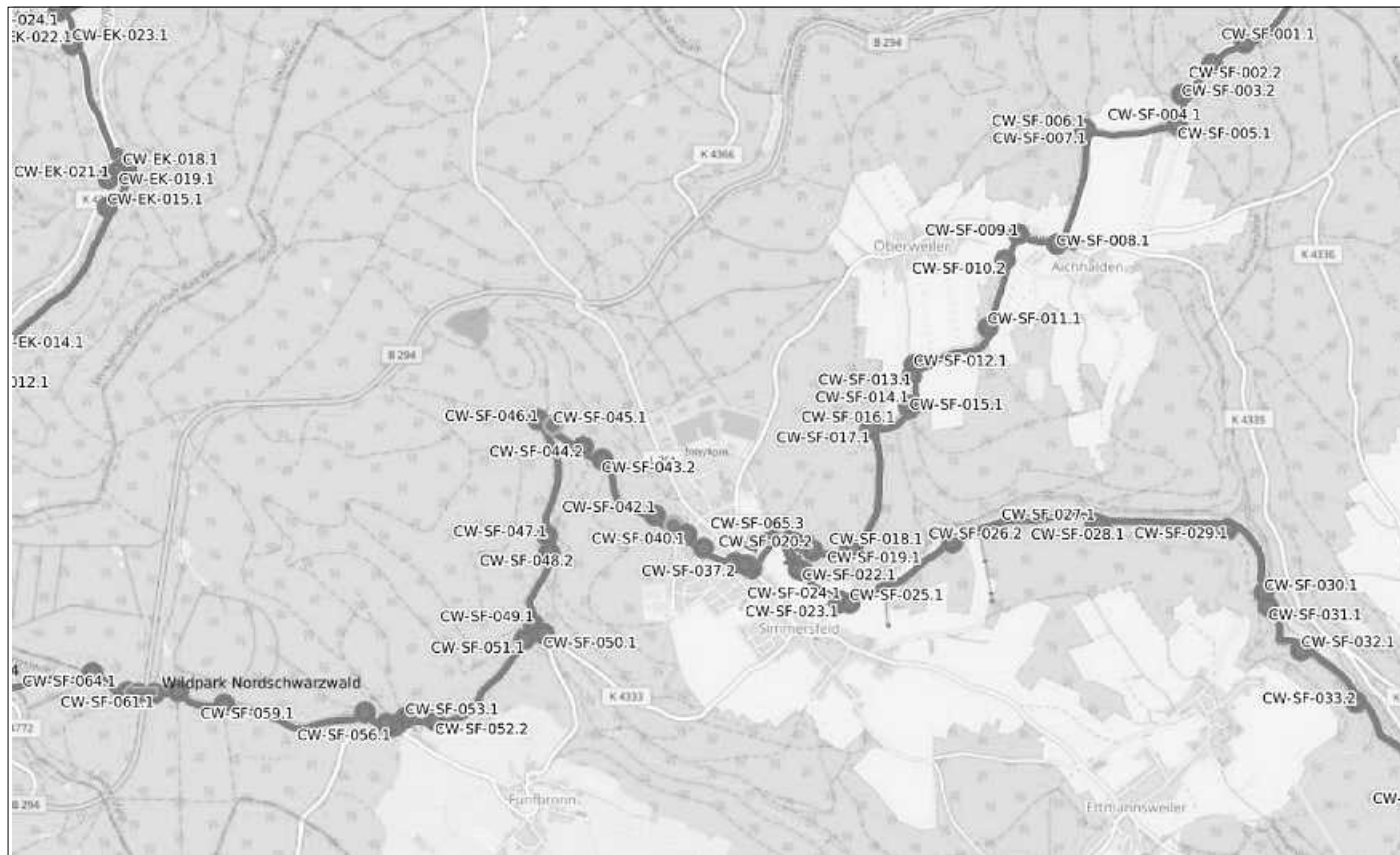 -024.1
EK-022.1
CW-EK-023.1
B 294
CW-SF-001.1
CW-SF-002.2
CW-SF-003.2
CW-SF-004.1
CW-SF-005.1
CW-SF-006.1
CW-SF-007.1
K 4366
CW-EK-018.1
CW-EK-021.1
CW-EK-019.1
CW-EK-015.1
CW-SF-009.1
CW-SF-008.1
Oberweiler
CW-SF-010.2
Aichhalden
K 4336
CW-SF-011.1
-EK-014.1
B 294
012.1
CW-SF-012.1
CW-SF-013.1
CW-SF-014.1
CW-SF-015.1
CW-SF-016.1
CW-SF-017.1
K 4335
CW-SF-046.1
CW-SF-045.1
CW-SF-044.2
CW-SF-043.2
CW-SF-042.1
CW-SF-065.3
CW-SF-040.1
CW-SF-020.2
CW-SF-018.1
CW-SF-019.1
CW-SF-026.2
CW-SF-027.1
CW-SF-028.1
CW-SF-029.1
CW-SF-047.1
CW-SF-048.2
CW-SF-037.2
CW-SF-022.1
CW-SF-024.1
CW-SF-025.1
CW-SF-023.1
Simmersfeld
CW-SF-030.1
CW-SF-031.1
CW-SF-032.1
CW-SF-049.1
CW-SF-050.1
CW-SF-051.1
K 4333
CW-SF-033.2
CW-SF-064.1
Wildpark Nordschwarzwald
CW-SF-061.1
CW-SF-059.1
CW-SF-053.1
CW-SF-052.2
CW-SF-056.1
4772
B 294
Fünfbronn
Ettmannsweiler
CW-